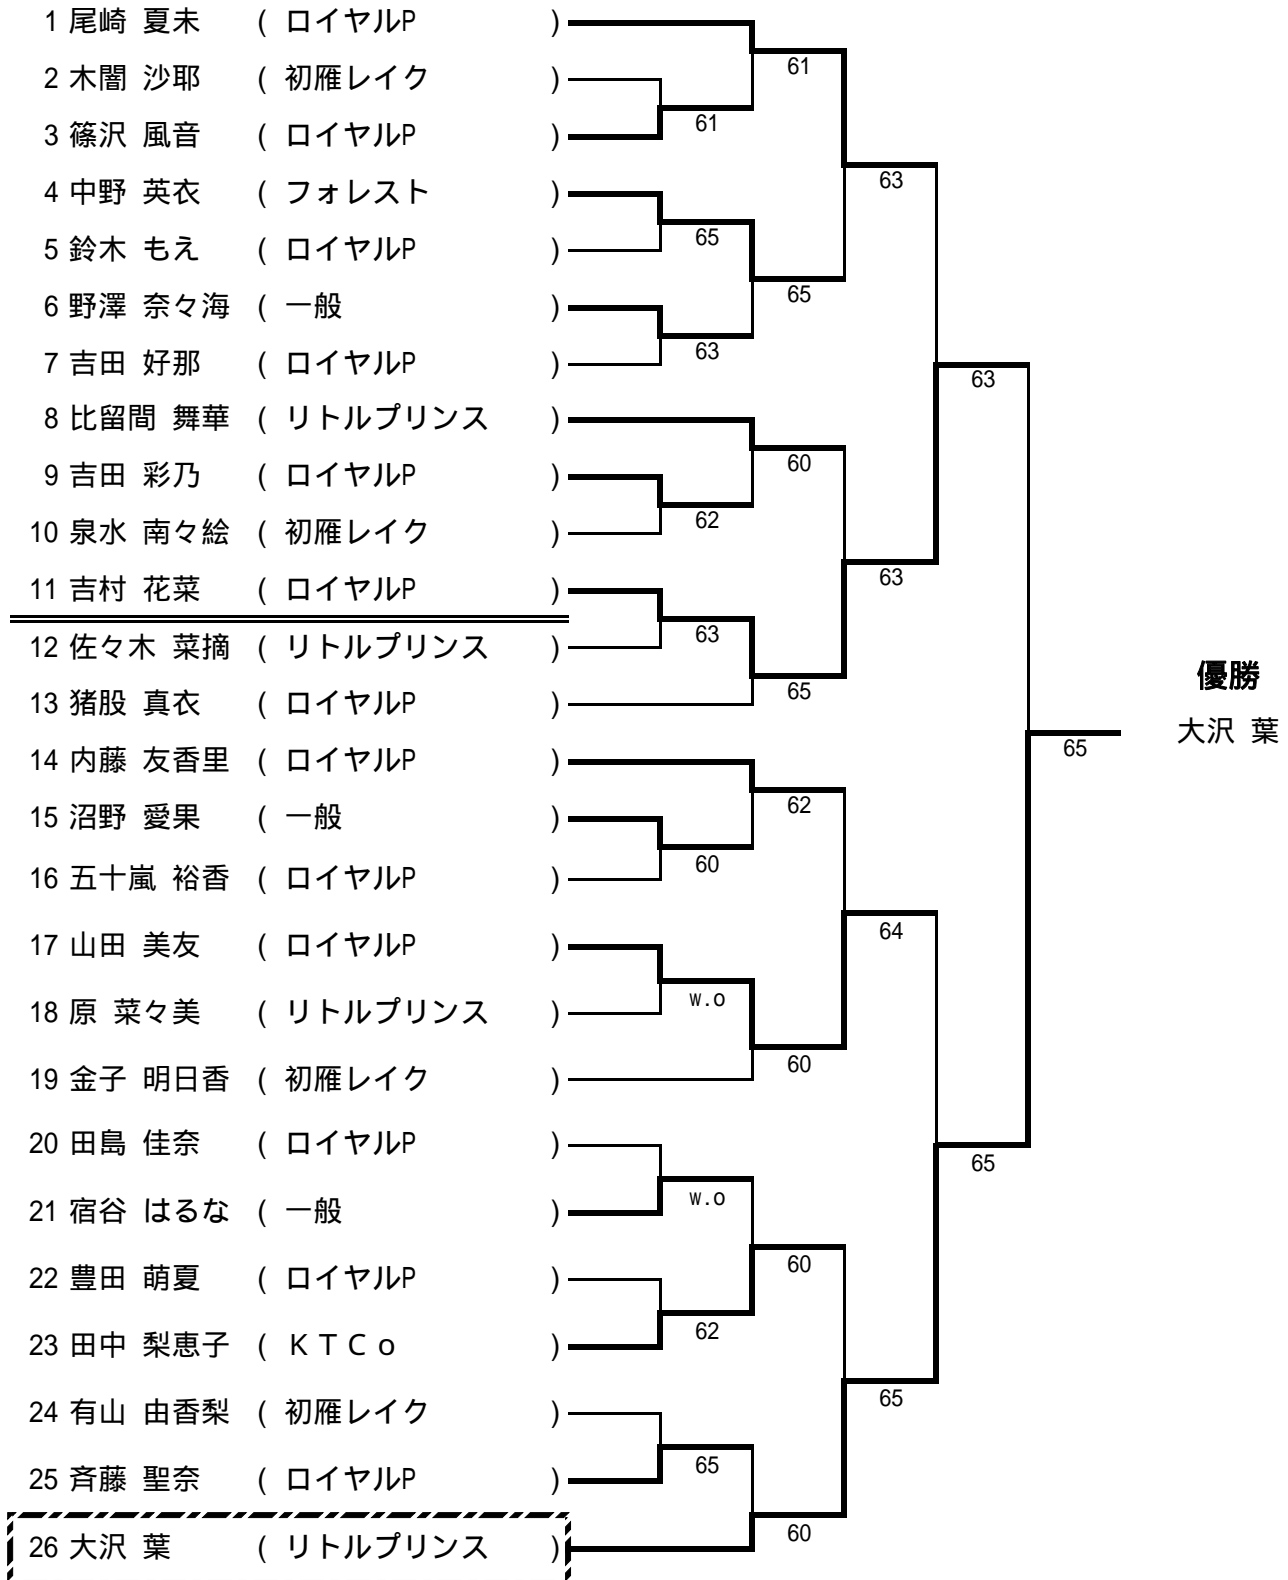 1 尾崎 夏未 ( ロイヤルP )
61
2 木闇 沙耶 ( 初雁レイク )
61
3 篠沢 風音 ( ロイヤルP )
63
4 中野 英衣 ( フォレスト )
65
5 鈴木 もえ ( ロイヤルP )
65
6 野澤 奈々海 ( 一般 )
63
7 吉田 好那 ( ロイヤルP )
63
8 比留間 舞華 ( リトルプリンス )
60
9 吉田 彩乃 ( ロイヤルP )
62
10 泉水 南々絵 ( 初雁レイク )
63
11 吉村 花菜 ( ロイヤルP )
63
12 佐々木 菜摘 ( リトルプリンス )
優勝
65
13 猪股 真衣 ( ロイヤルP )
大沢 葉
65
14 内藤 友香里 ( ロイヤルP )
62
15 沼野 愛果 ( 一般 )
60
16 五十嵐 裕香 ( ロイヤルP )
64
17 山田 美友 ( ロイヤルP )
w.o
18 原 菜々美 ( リトルプリンス )
60
19 金子 明日香 ( 初雁レイク )
20 田島 佳奈 ( ロイヤルP )
65
w.o
21 宿谷 はるな ( 一般 )
60
22 豊田 萌夏 ( ロイヤルP )
62
23 田中 梨恵子 ( KTCo )
65
24 有山 由香梨 ( 初雁レイク )
65
25 斉藤 聖奈 ( ロイヤルP )
60
26 大沢 葉 ( リトルプリンス )